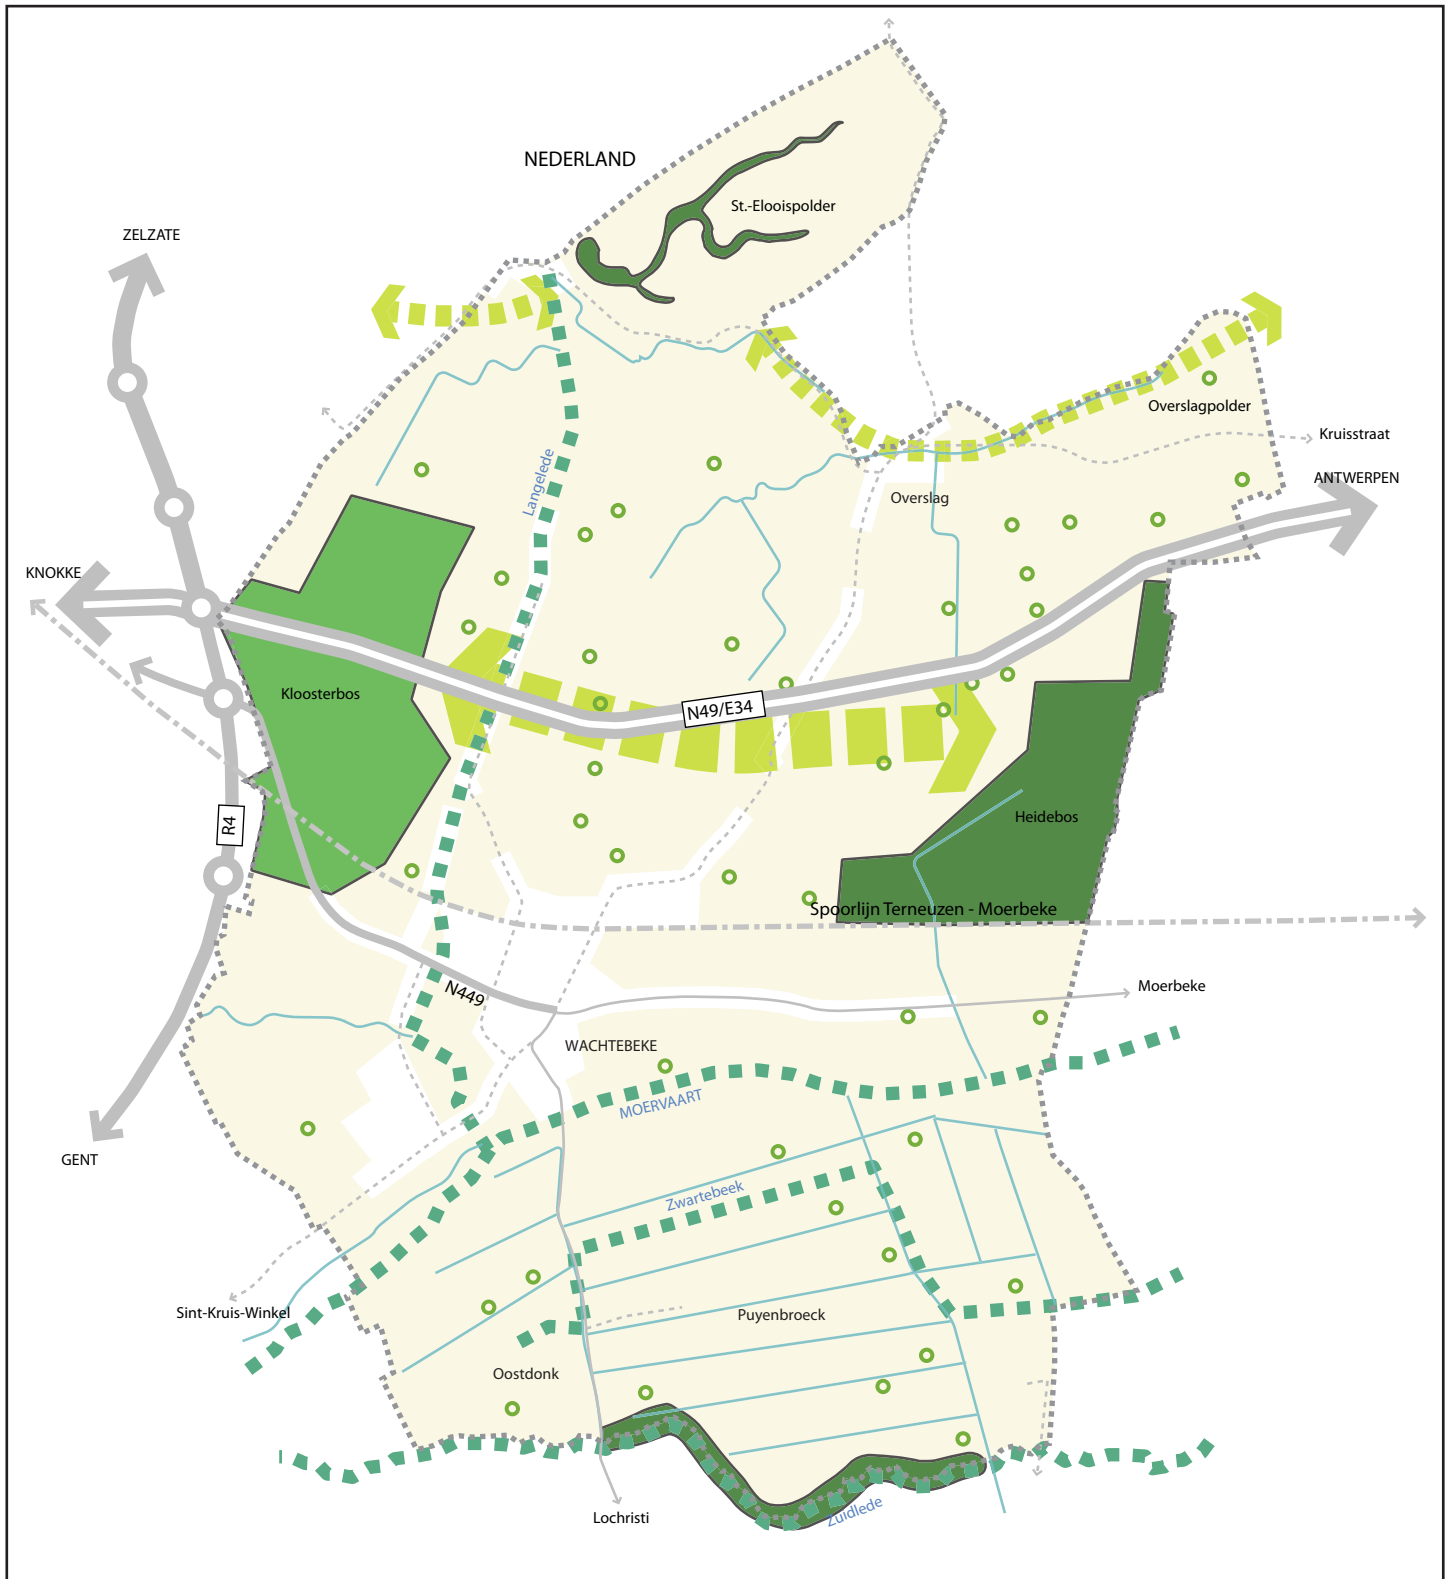 NEDERLAND
St.-Elooispolder
ZELZATE
Overslagpolder
Kruisstraat
Langelede
ANTWERPEN
Overslag
KNOKKE
Kloosterbos
N49/E34
R4
Heidebos
Spoorlijn Terneuzen - Moerbeke
N449
Moerbeke
WACHTEBEKE
MOERVAART
GENT
Zwartebeek
Sint-Kruis-Winkel
Puyenbroeck
Oostdonk
Zuidlede
Lochristi